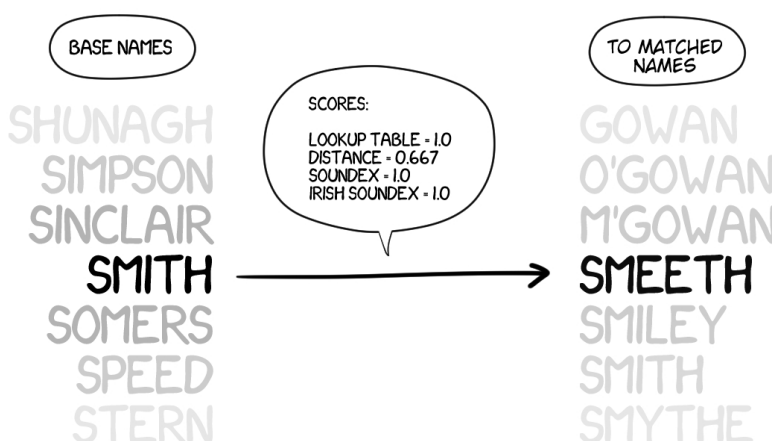 BASE NAMES
TO MATCHED
NAMES
SCORES:
LOOKUP TABLE - 1.0
DISTANCE - 0.667
SOUNDEX - 1.0
IRISH SOUNDEX - 1.0
SHUNAGH
SIMPSON
SINCLAIR
SMITH
SOMERS
SPEED
STERN
GOWAN
O'GOWAN
M'GOWAN
SMEETH
SMILEY
SMITH
SMYTHE